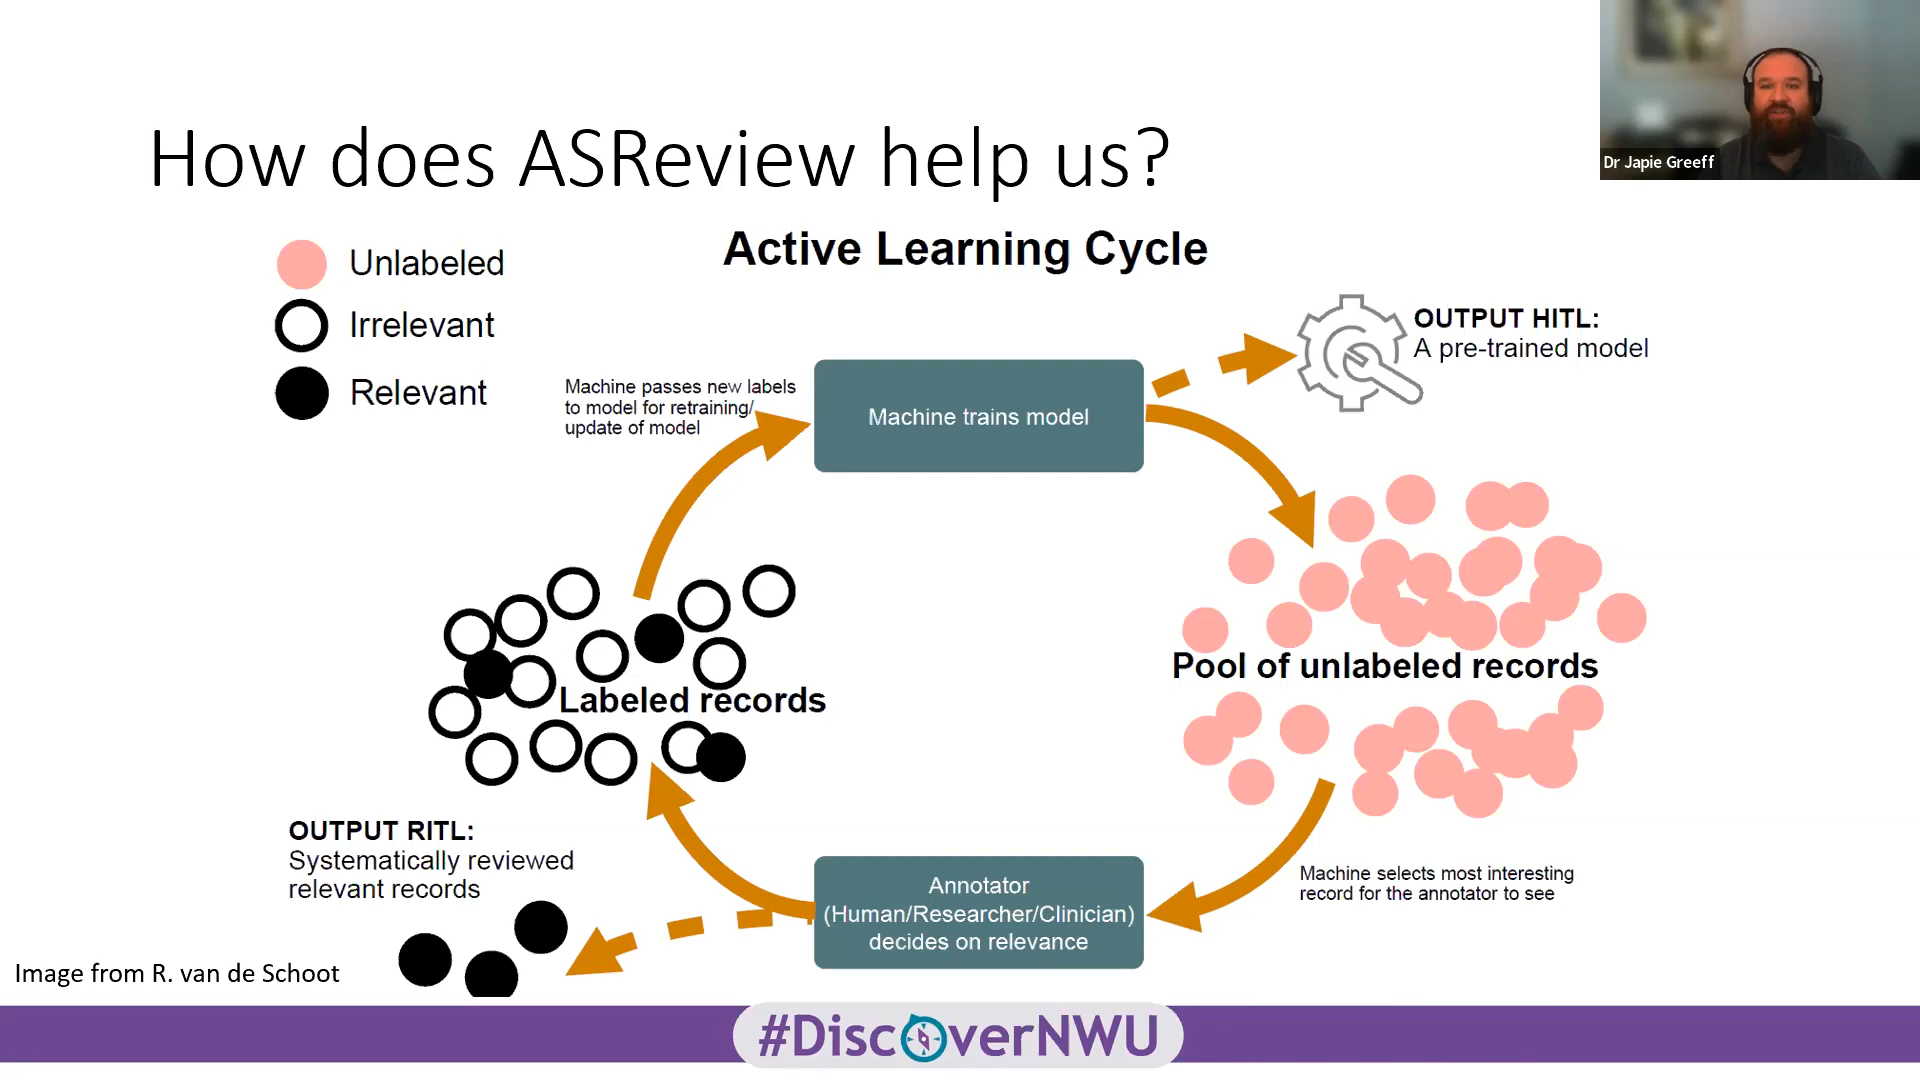 How does ASReview help us?
Dr Japie Greeff
Active Learning Cycle
Unlabeled
Irrelevant
Relevant
OUTPUT HITL:
A pre-trained model
Machine passes new labels
to model for retraining/
update of model
Machine trains model
Pool of unlabeled records
Labeled records
OUTPUT RITL:
Systematically reviewed
relevant records
Annotator
(Human/Researcher/Clinician)
decides on relevance
Machine selects most interesting
record for the annotator to see
Image from R. van de Schoot
#DiscoverNWU